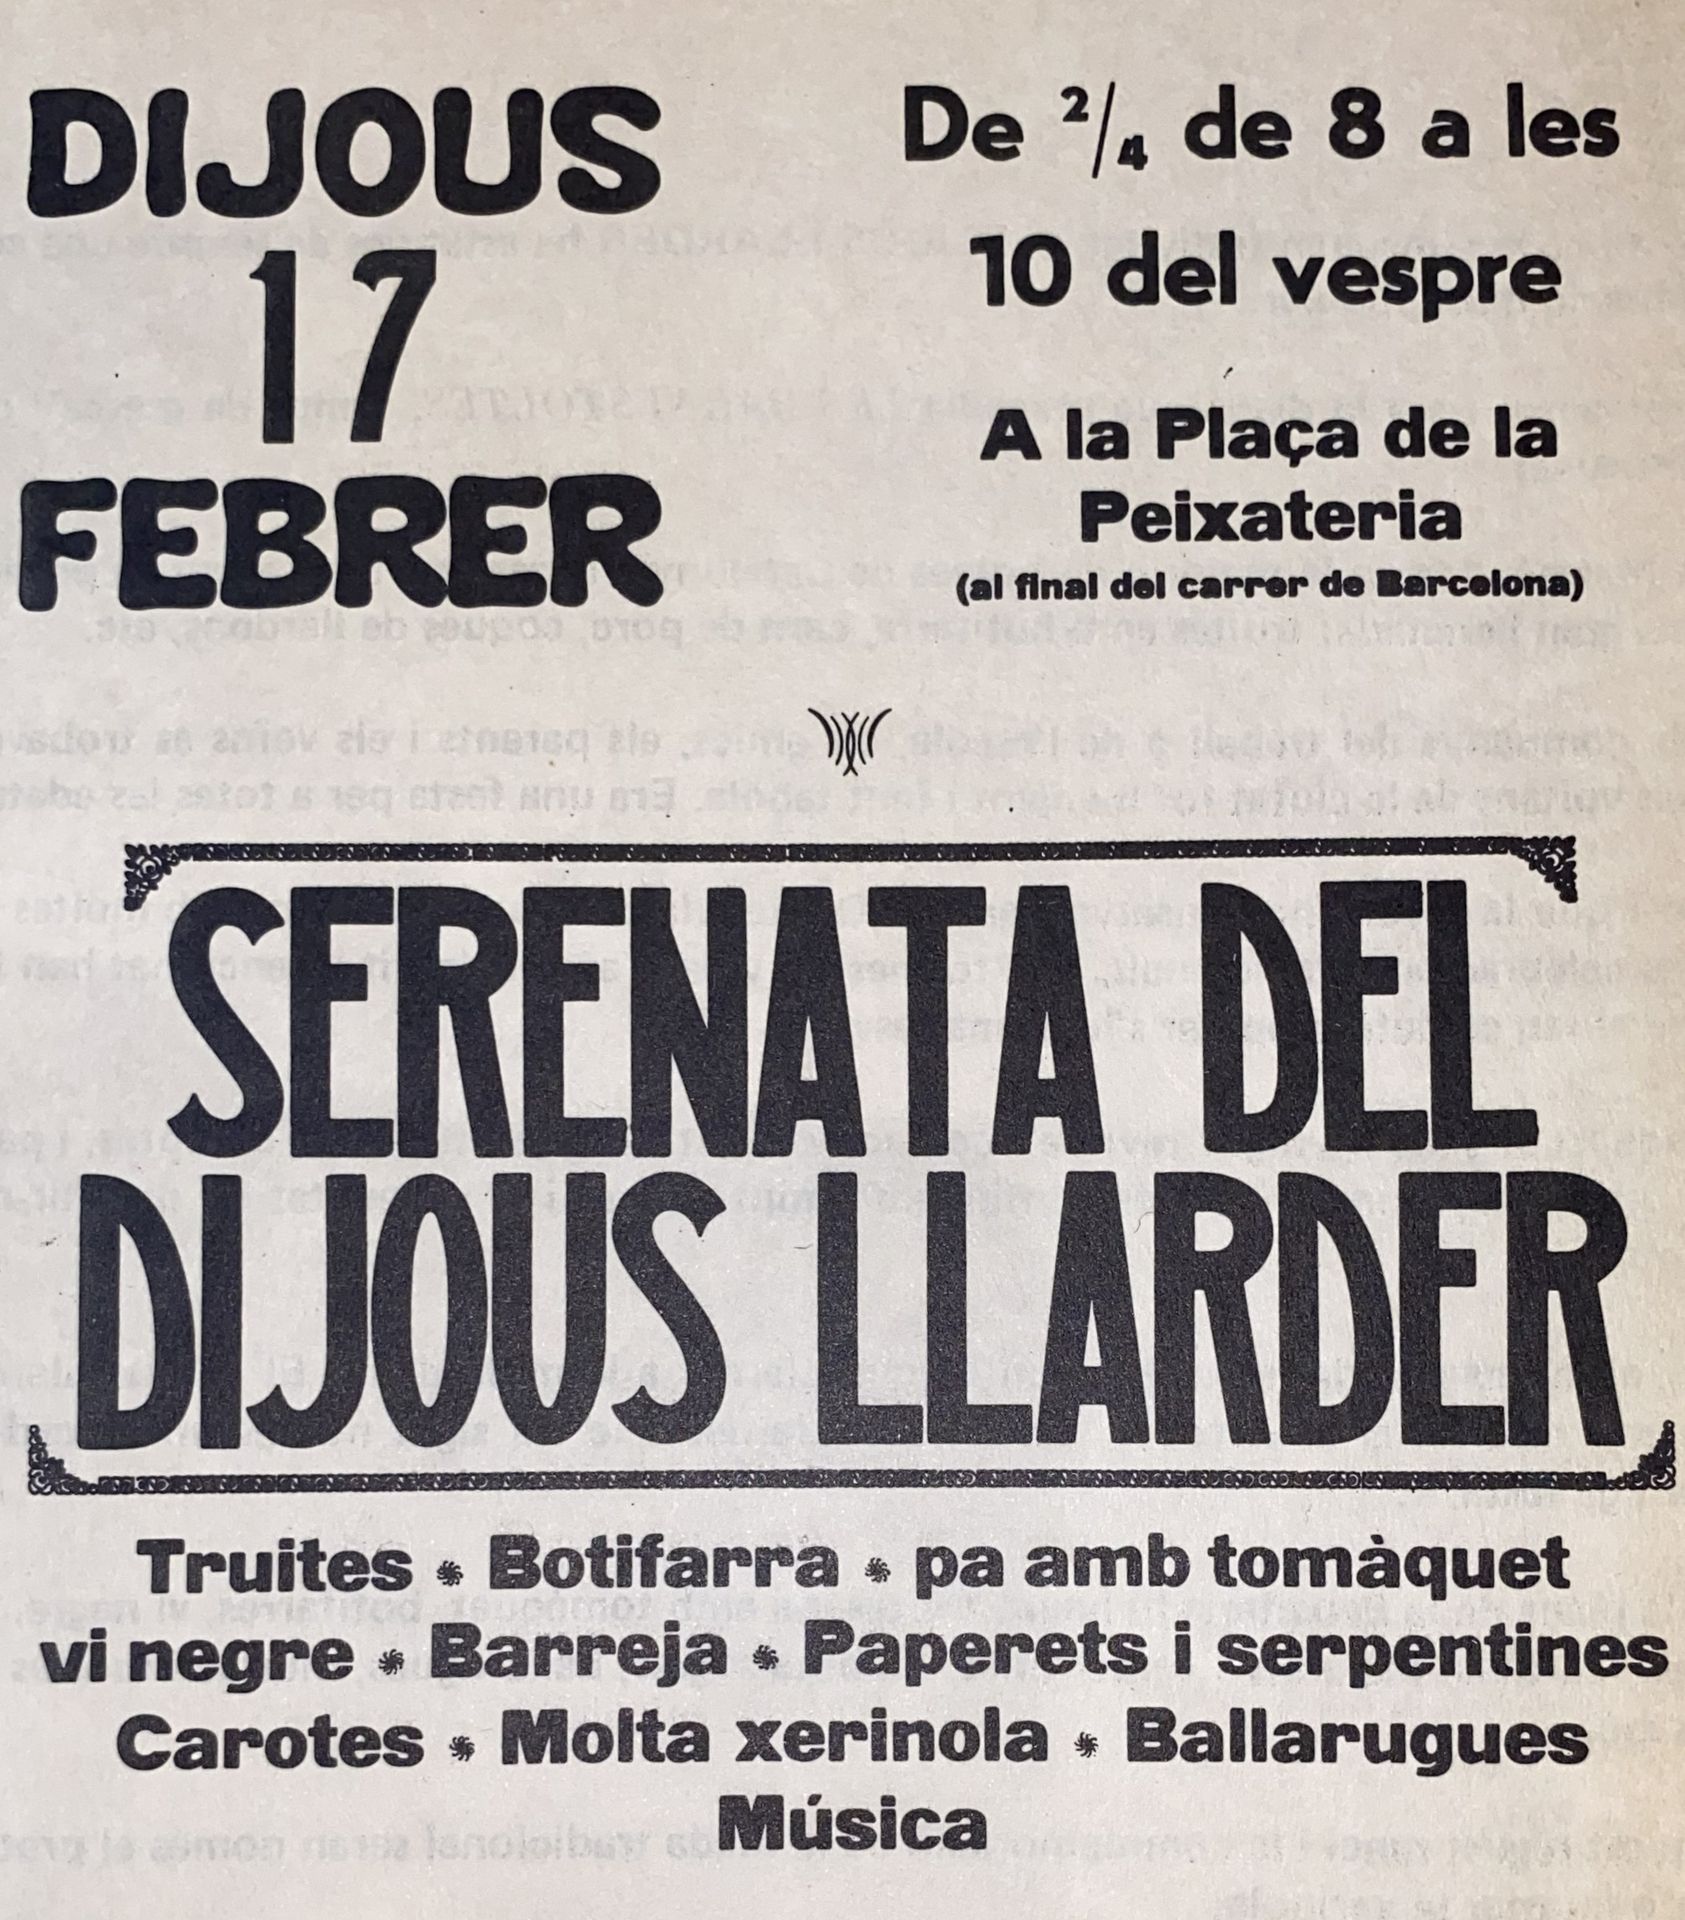 DIJOUS
17
FEBRER
De 2/4 de 8 a les
10 del vespre
A la Plaça de la
Peixateria
(al final del carrer de Barcelona)
SERENATA DEL
DIJOUS LLARDER
Truites * Botifarra * pa amb tomàquet
vi negre * Barreja * Paperets i serpentines
Carotes * Molta xerinola * Ballarugues
Música